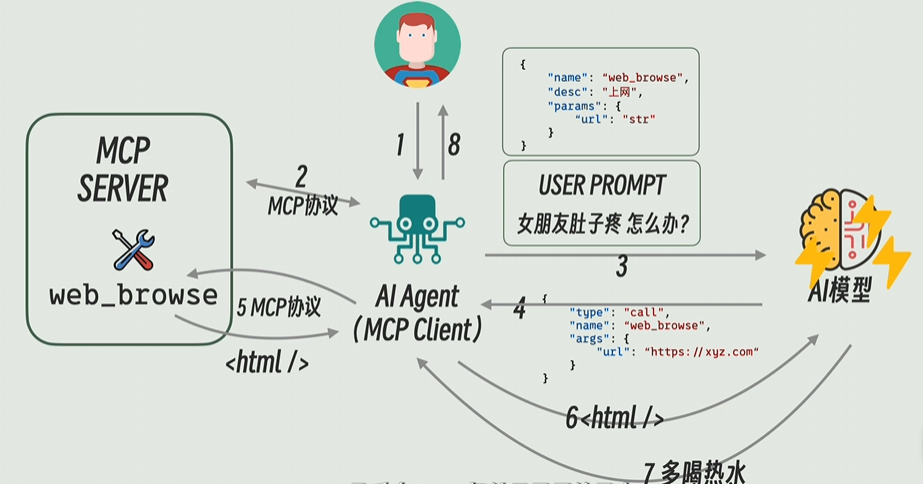 {
"name": "web_browse",
"desc": "上网",
"params": {
"url": "str"
}
}
USER PROMPT
女朋友肚子疼 怎么办?
1
8
MCP
SERVER
web_browse
2
MCP协议
AI Agent
(MCP Client)
3
AI模型
4
{
"type": "call",
"name": "web_browse",
"args": {
"url": "https://xyz.com"
}
}
5 MCP协议
<html />
6<html />
7 多喝热水